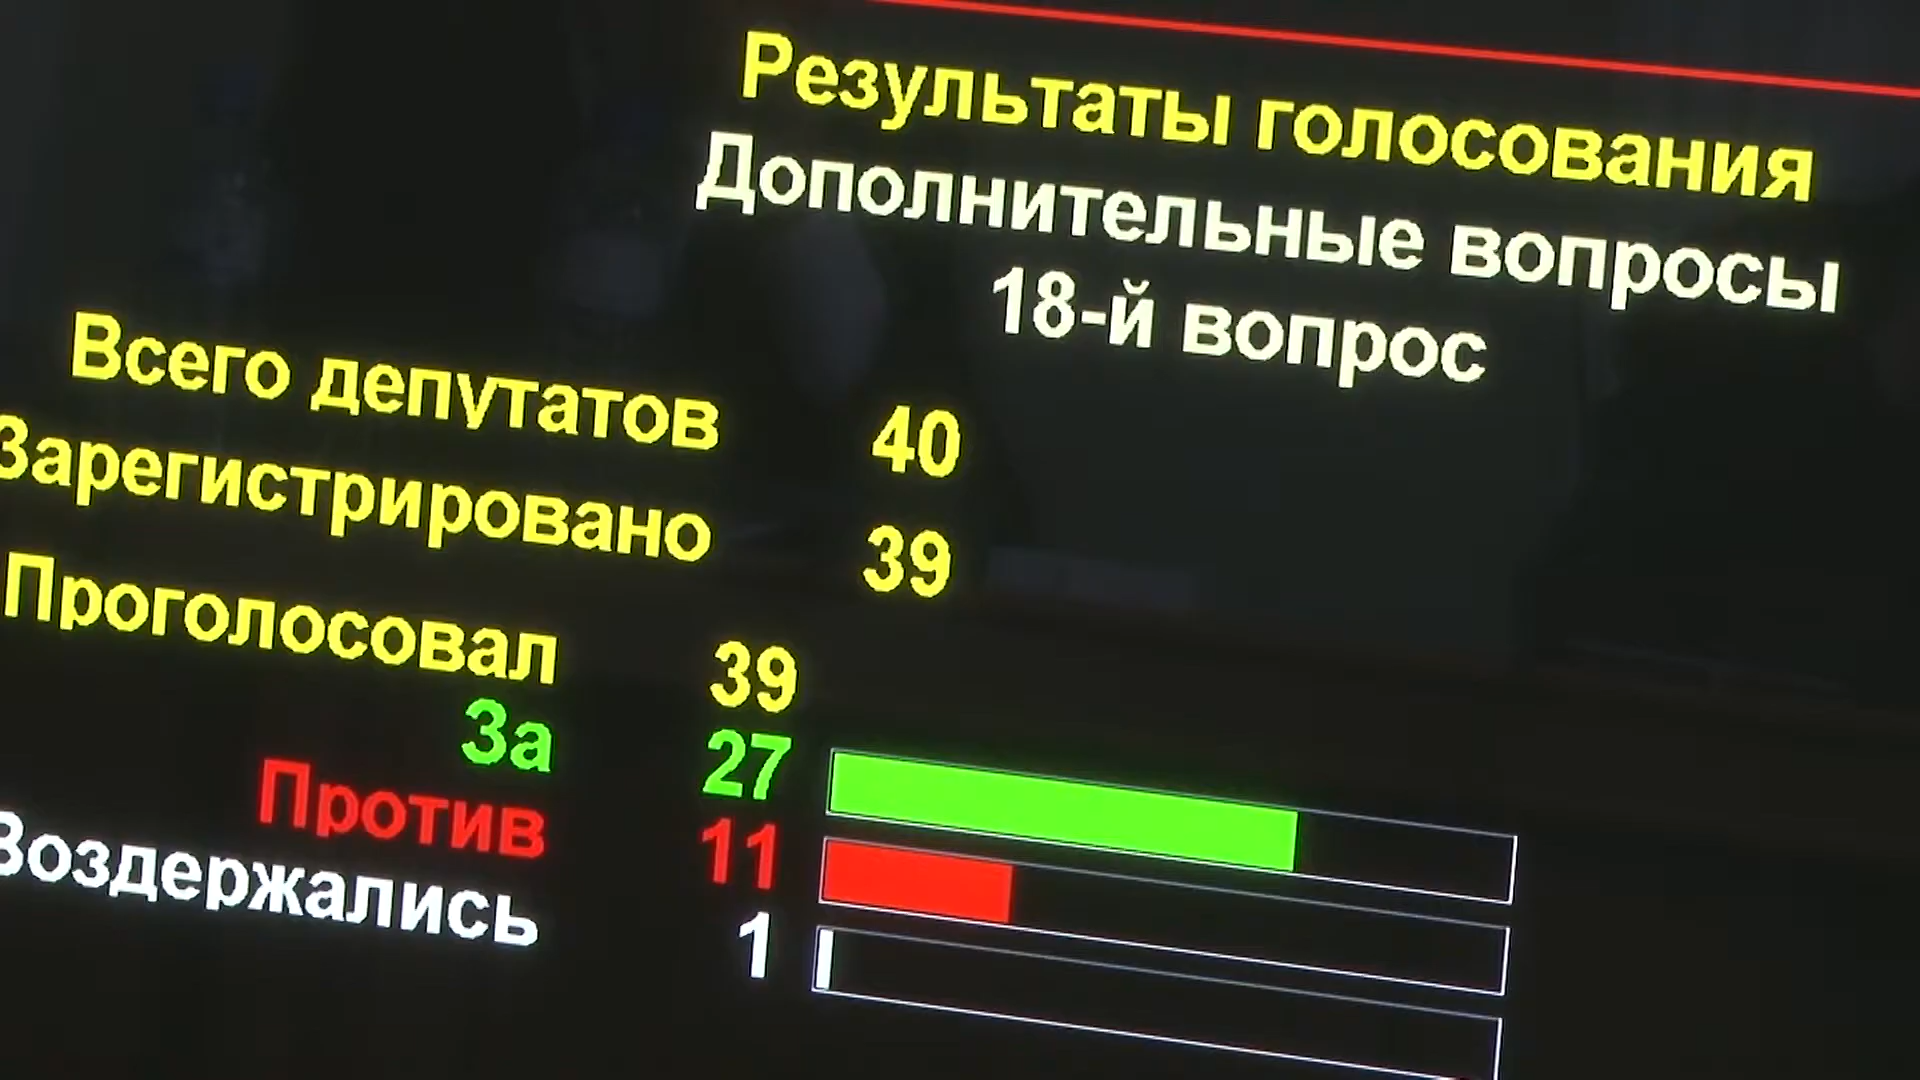 Результаты голосования
Дополнительные вопросы
18-й вопрос
Всего депутатов 40
Зарегистрировано 39
Проголосовал 39
За 27
Против 11
Воздержались 1